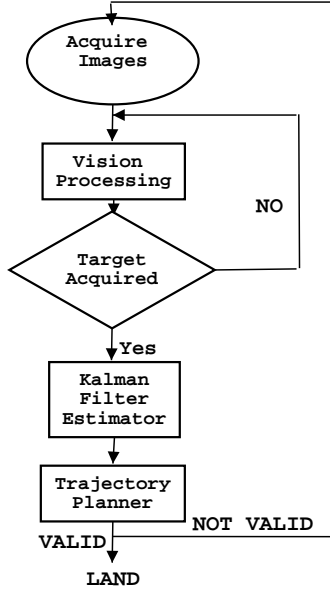 Acquire
Images
Vision
Processing
NO
Target
Acquired
Yes
Kalman
Filter
Estimator
Trajectory
Planner
NOT VALID
VALID
LAND